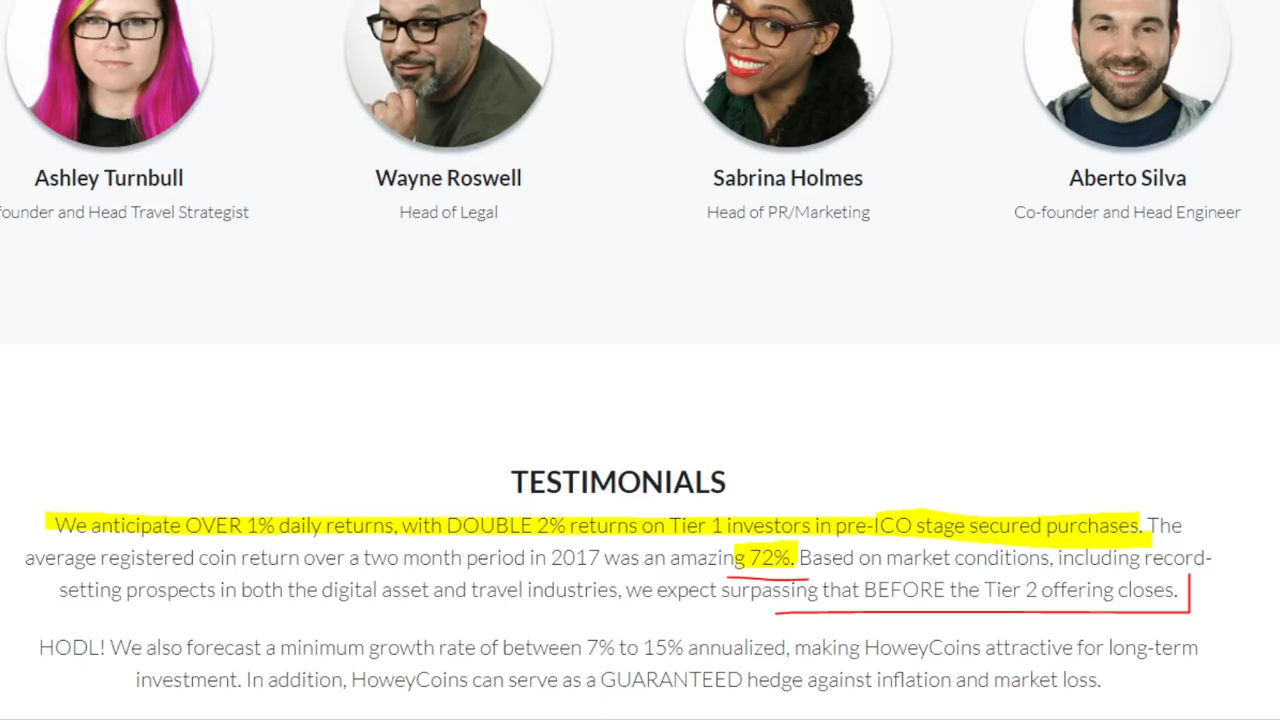 Ashley Turnbull Wayne Roswell Sabrina Holmes Aberto Silva
and Head Travel Strategist Head of Legal Head of PR/Marketing Co-founder and Head Engineer
TESTIMONIALS
We anticipate OVER 1% daily returns, with DOUBLE 2% returns on Tier 1 investors in pre-ICO stage secured purchases. The
average registered coin return over a two month period in 2017 was an amazing 72%. Based on market conditions, including record-
setting prospects in both the digital asset and travel industries, we expect surpassing that BEFORE the Tier 2 offering closes.
HODL! We also forecast a minimum growth rate of between 7% to 15% annualized, making HoweyCoins attractive for long-term
investment. In addition, HoweyCoins can serve as a GUARANTEED hedge against inflation and market loss.